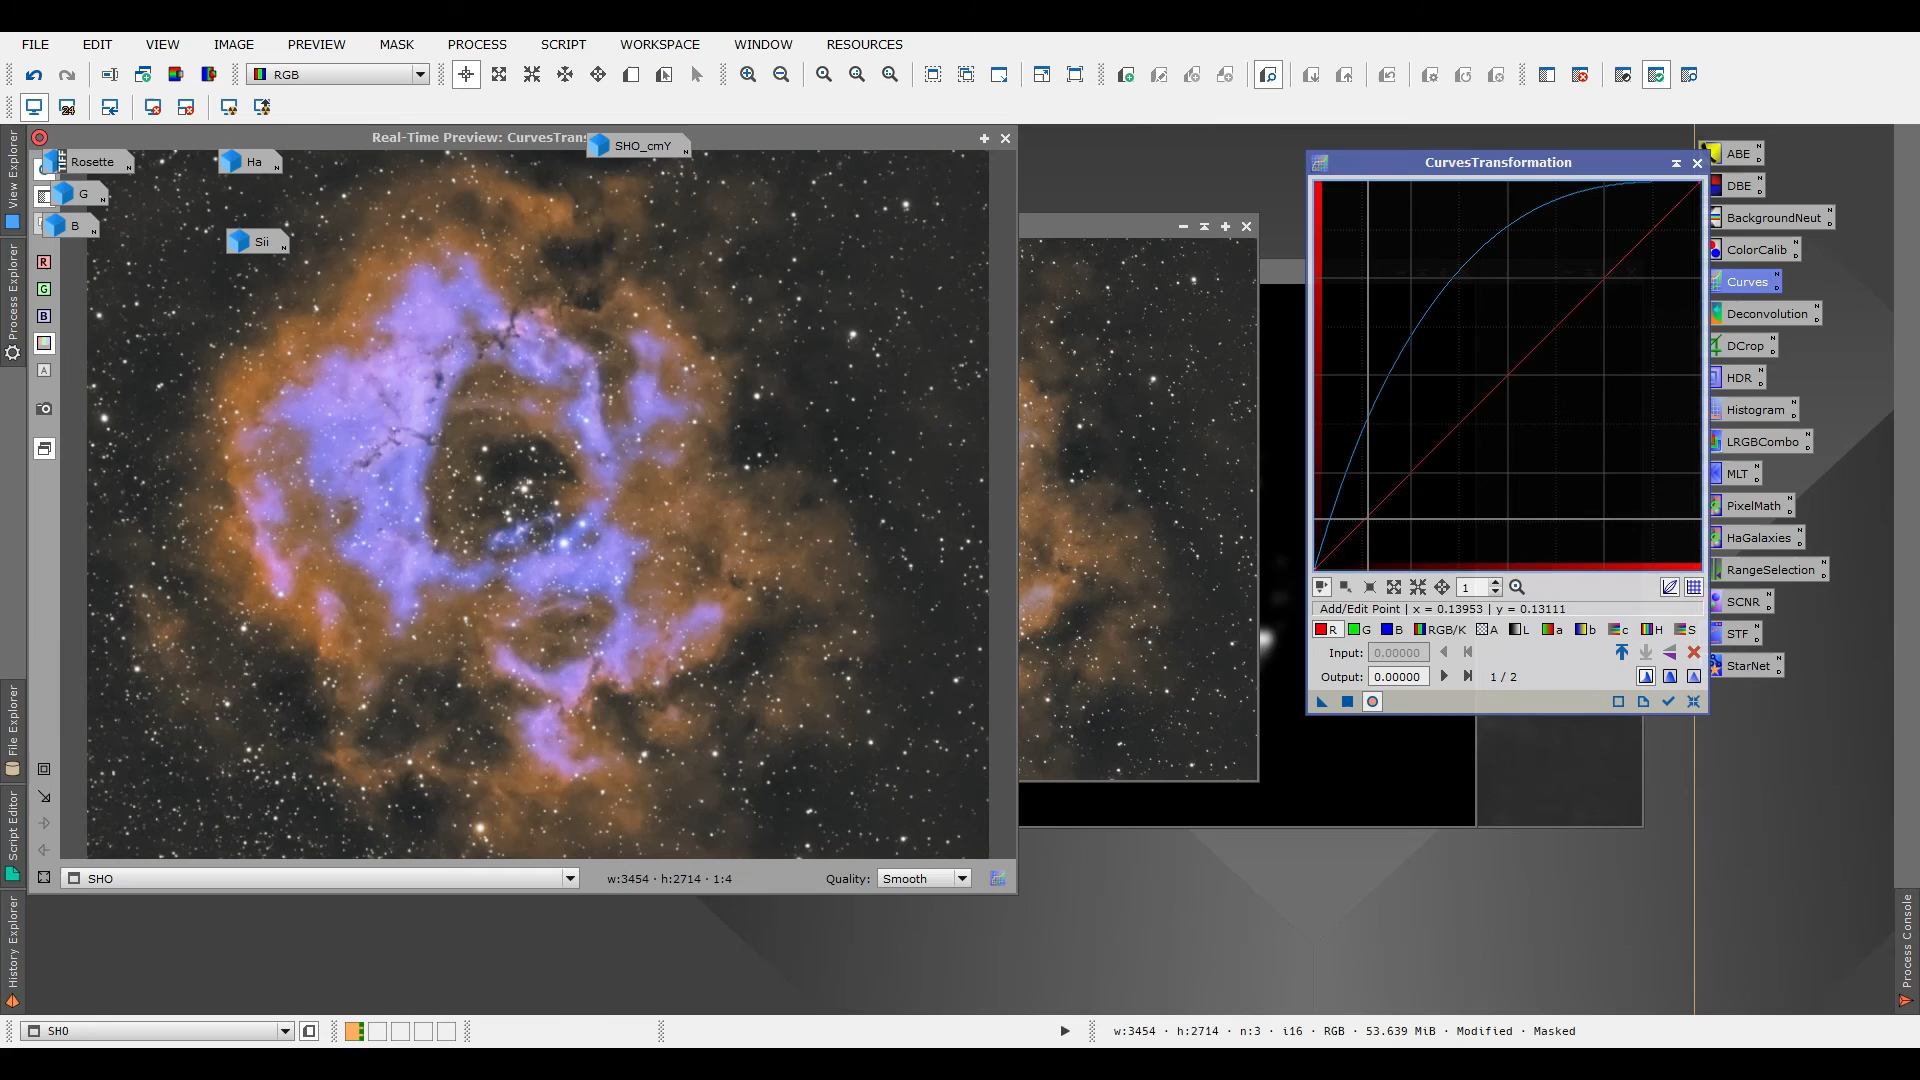 FILE EDIT VIEW IMAGE PREVIEW MASK PROCESS SCRIPT WORKSPACE WINDOW RESOURCES
RGB
24
Real-Time Preview: CurvesTrans
SHO_cmY
TIFF
Rosette
Ha
G
B
Sii
R
G
B
A
View Explorer
Process Explorer
File Explorer
Script Editor
History Explorer
SHO
w:3454 · h:2714 · 1:4
Quality: Smooth
CurvesTransformation
1
Add/Edit Point | x = 0.13953 | y = 0.13111
R G B RGB/K A L a b c H S
Input: 0.00000
Output: 0.00000 1 / 2
ABE
DBE
BackgroundNeut
ColorCalib
Curves
Deconvolution
DCrop
HDR
Histogram
LRGBCombo
MLT
PixelMath
HaGalaxies
RangeSelection
SCNR
STF
StarNet
Process Console
SHO
w:3454 · h:2714 · n:3 · i16 · RGB · 53.639 MiB · Modified · Masked